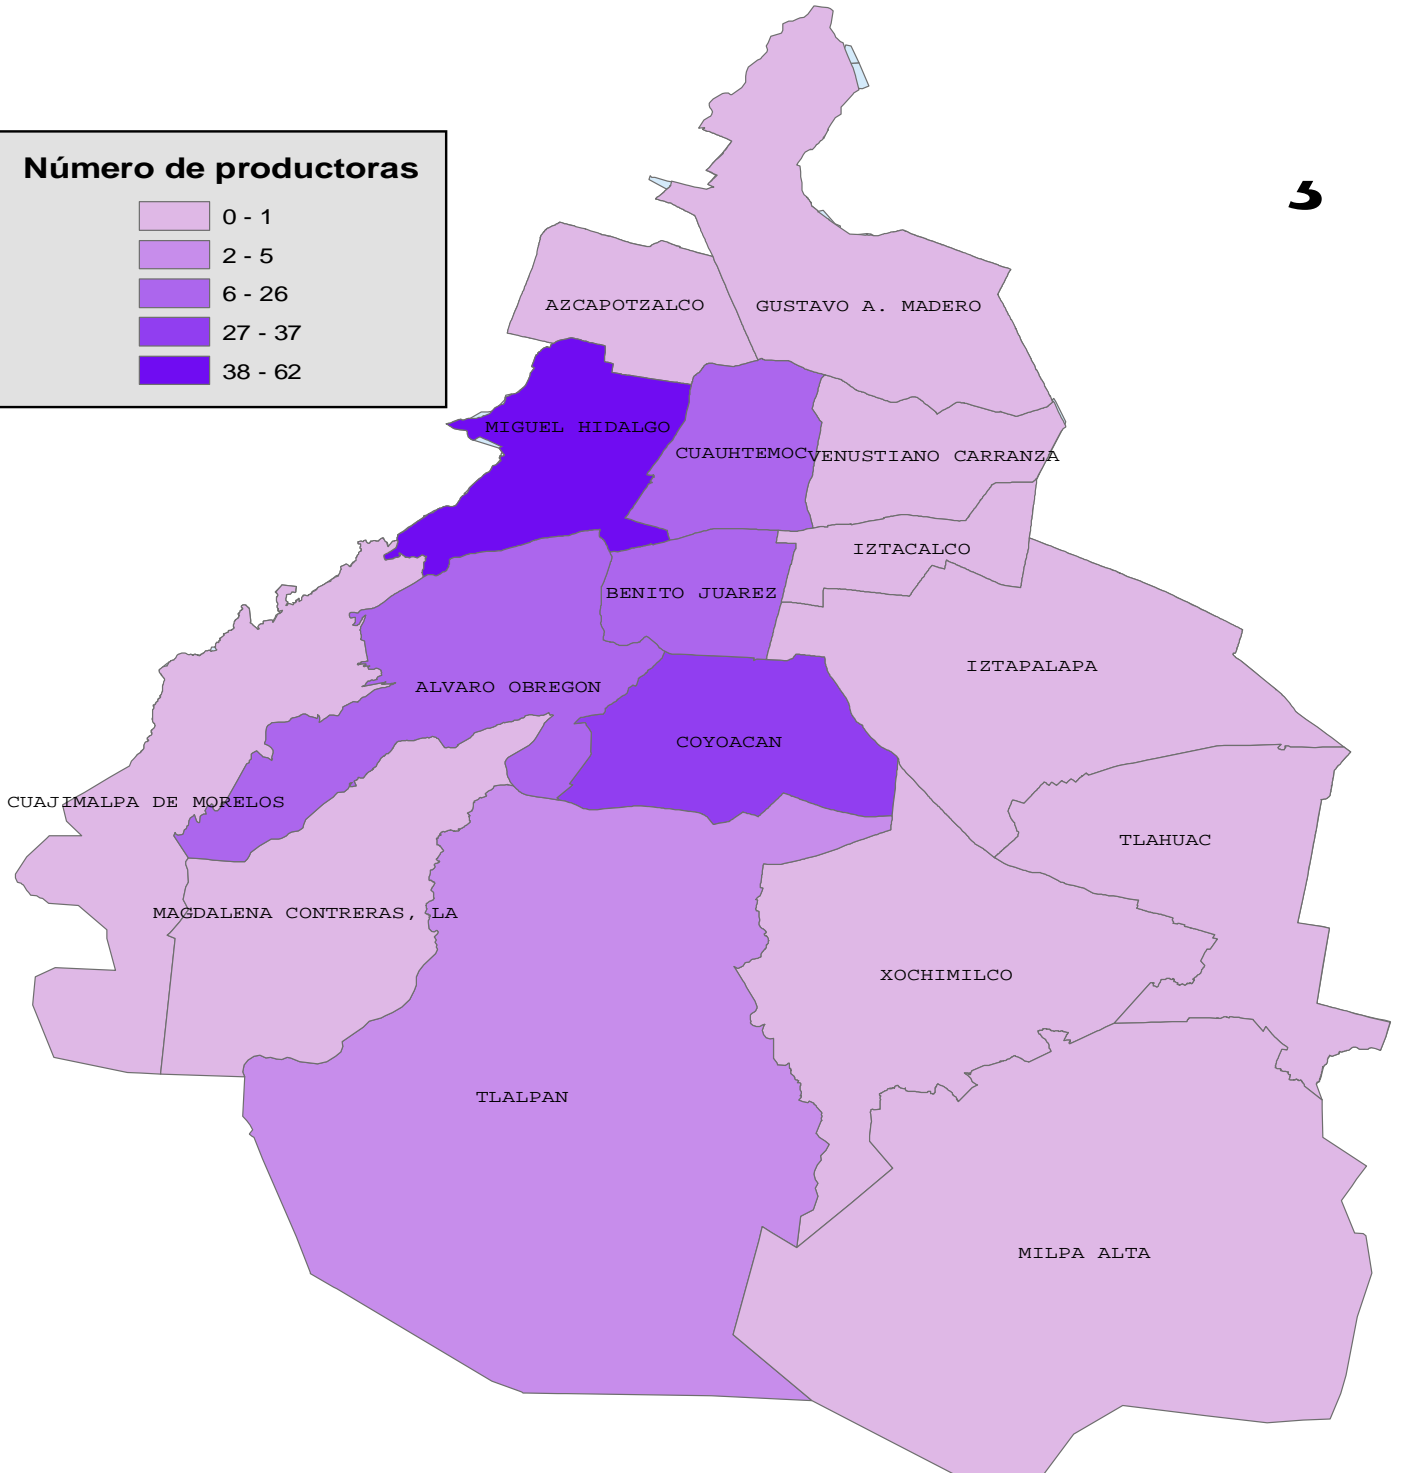 Número de productoras
0 - 1
2 - 5
6 - 26
27 - 37
38 - 62
AZCAPOTZALCO
GUSTAVO A. MADERO
MIGUEL HIDALGO
CUAUHTEMOC
VENUSTIANO CARRANZA
IZTACALCO
BENITO JUAREZ
IZTAPALAPA
ALVARO OBREGON
COYOACAN
CUAJIMALPA DE MORELOS
TLAHUAC
MAGDALENA CONTRERAS, LA
XOCHIMILCO
TLALPAN
MILPA ALTA